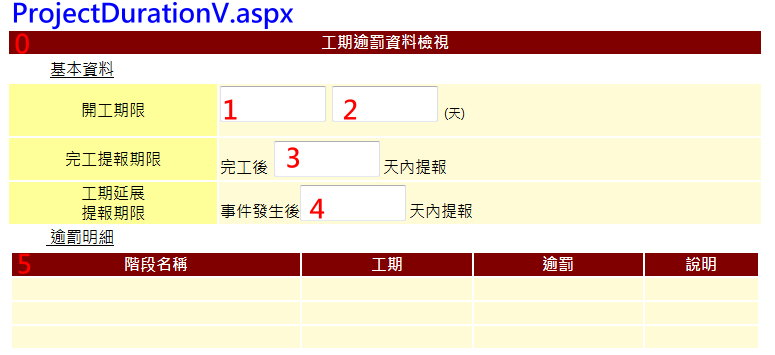 ProjectDurationV.aspx
0 工期逾罰資料檢視
基本資料
開工期限 1 2 (天)
完工提報期限 完工後 3 天內提報
工期延展
提報期限 事件發生後 4 天內提報
逾罰明細
5 階段名稱 工期 逾罰 說明